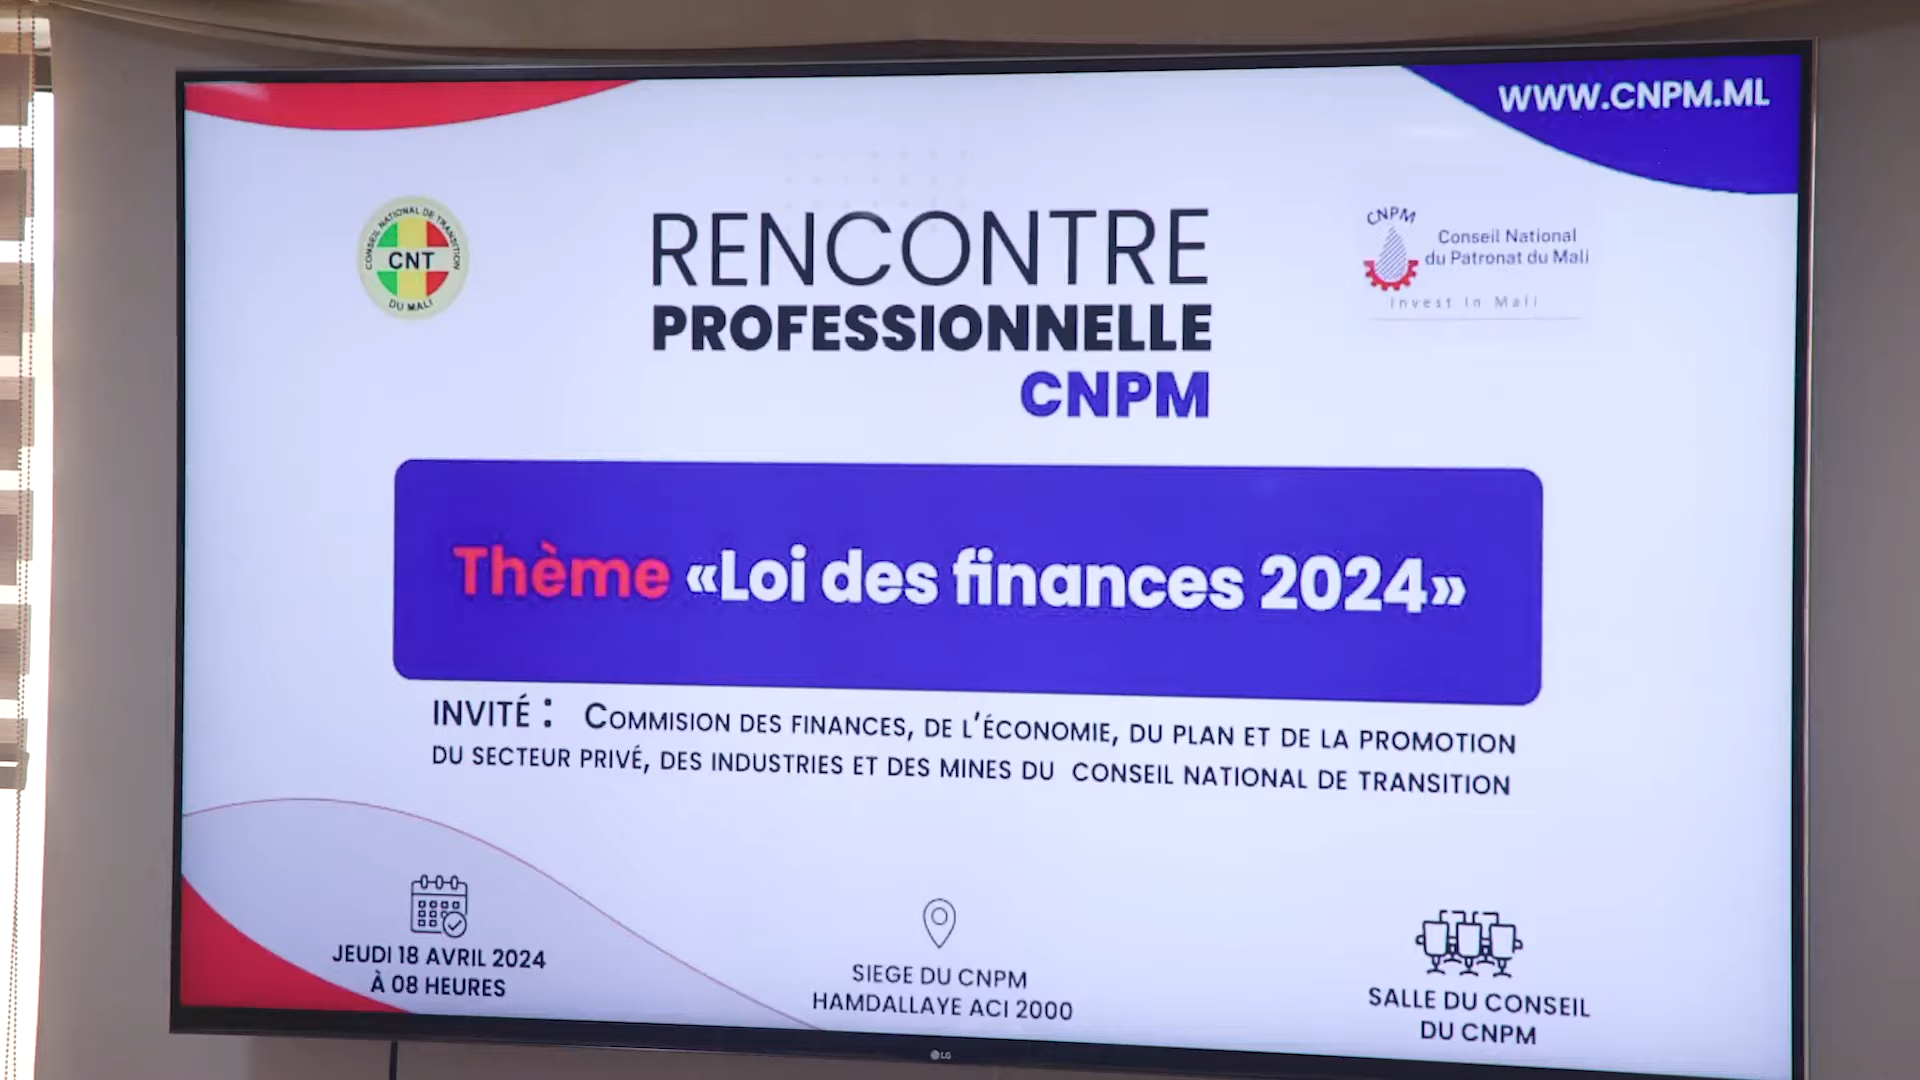 WWW.CNPM.ML
CONSEIL NATIONAL DE TRANSITION
CNT
DU MALI
RENCONTRE
PROFESSIONNELLE
CNPM
CNPM
Conseil National
du Patronat du Mali
Invest In Mali
Thème «Loi des finances 2024»
INVITÉ : COMMISION DES FINANCES, DE L'ÉCONOMIE, DU PLAN ET DE LA PROMOTION
DU SECTEUR PRIVÉ, DES INDUSTRIES ET DES MINES DU CONSEIL NATIONAL DE TRANSITION
JEUDI 18 AVRIL 2024
À 08 HEURES
SIEGE DU CNPM
HAMDALLAYE ACI 2000
SALLE DU CONSEIL
DU CNPM
LG